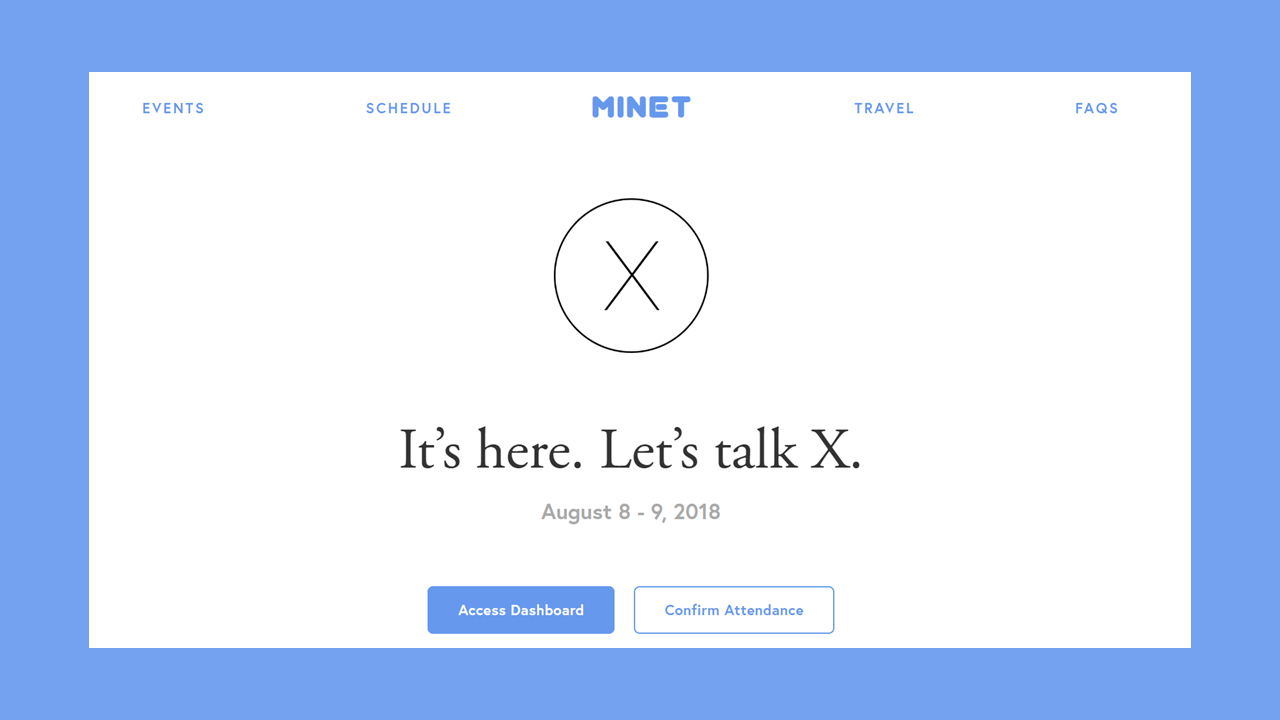 EVENTS SCHEDULE MINET TRAVEL FAQS
X
It’s here. Let’s talk X.
August 8 - 9, 2018
Access Dashboard Confirm Attendance